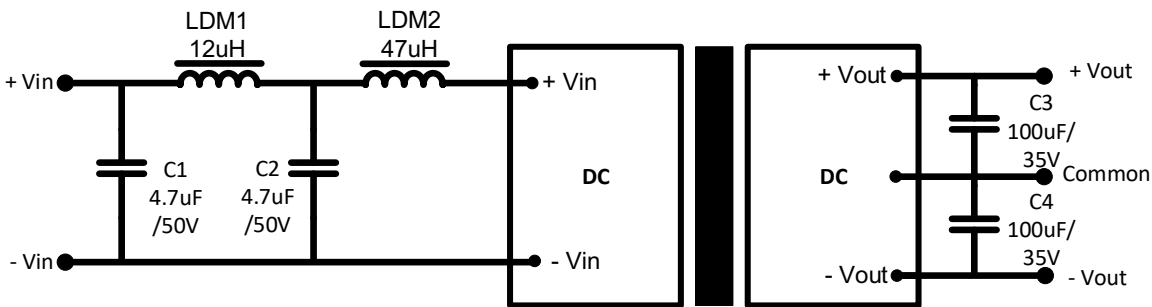 LDM1
12uH
LDM2
47uH
+ Vin
+ Vin
C1
4.7uF
/50V
C2
4.7uF
/50V
DC
- Vin
- Vin
+ Vout
+ Vout
C3
100uF/
35V
DC
Common
C4
100uF/
35V
- Vout
- Vout